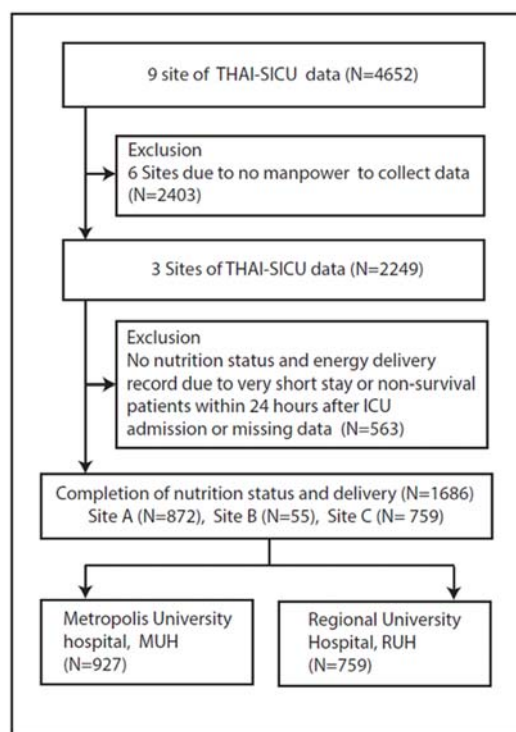 9 site of THAI-SICU data (N=4652)
Exclusion
6 Sites due to no manpower to collect data
(N=2403)
3 Sites of THAI-SICU data (N=2249)
Exclusion
No nutrition status and energy delivery
record due to very short stay or non-survival
patients within 24 hours after ICU
admission or missing data (N=563)
Completion of nutrition status and delivery (N=1686)
Site A (N=872), Site B (N=55), Site C (N= 759)
Metropolis University
hospital, MUH
(N=927)
Regional University
Hospital, RUH
(N=759)